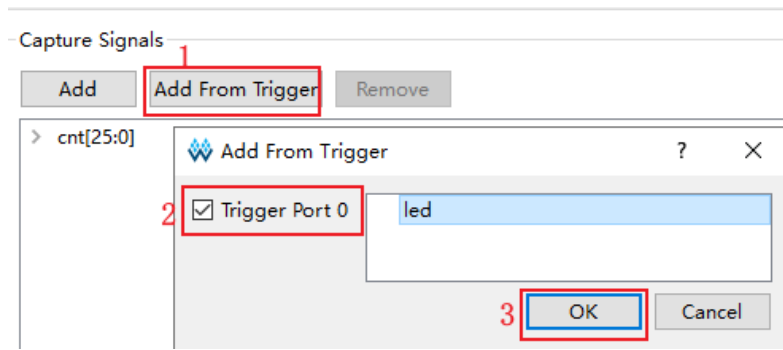 Capture Signals
1
Add Add From Trigger Remove
> cnt[25:0]
Add From Trigger ? X
2 Trigger Port 0 led
3 OK Cancel